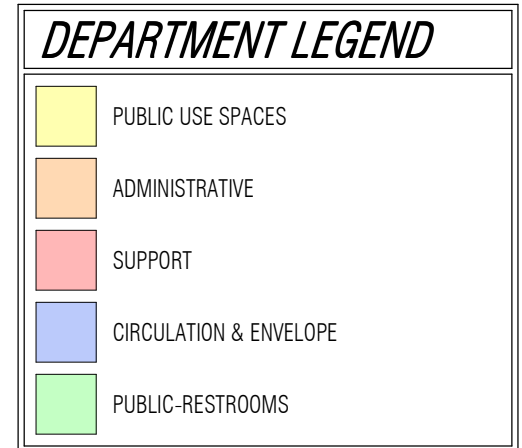 DEPARTMENT LEGEND
PUBLIC USE SPACES
ADMINISTRATIVE
SUPPORT
CIRCULATION & ENVELOPE
PUBLIC-RESTROOMS